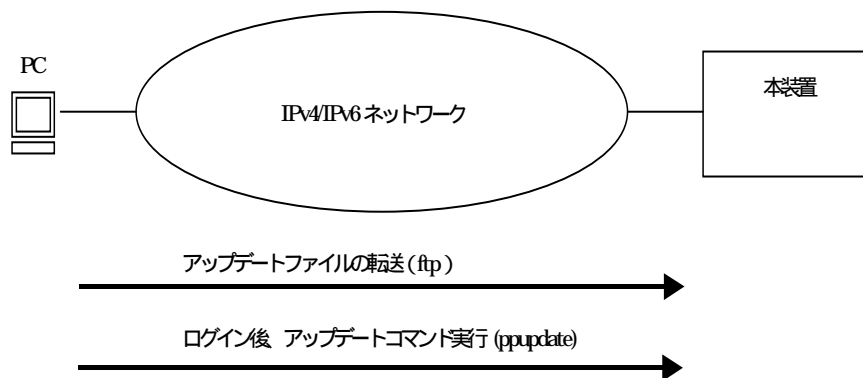 PC
IPv4/IPv6 ネットワーク
本装置
アップデートファイルの転送 (ftp)
ログイン後、アップデートコマンド実行 (ppupdate)